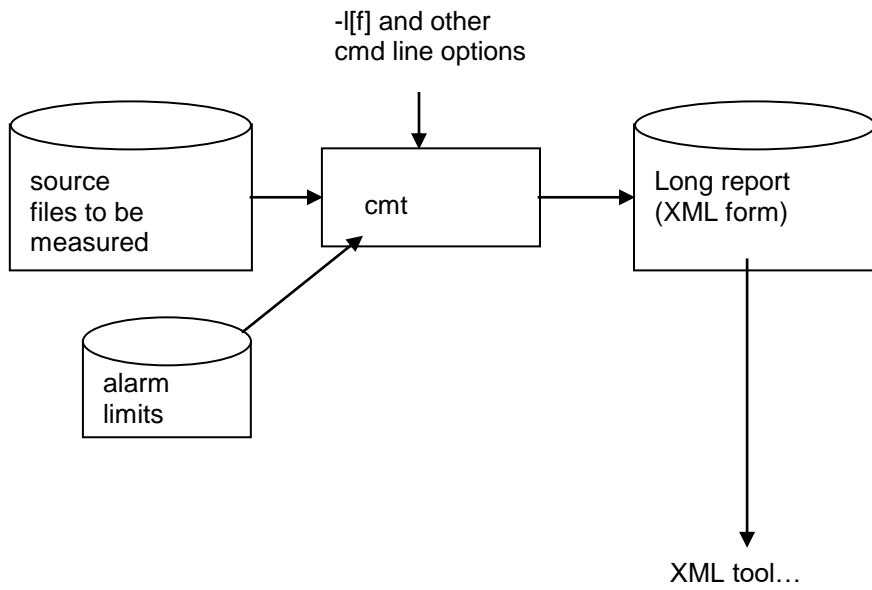 -l[f] and other
cmd line options
source
files to be
measured
cmt
Long report
(XML form)
alarm
limits
XML tool…